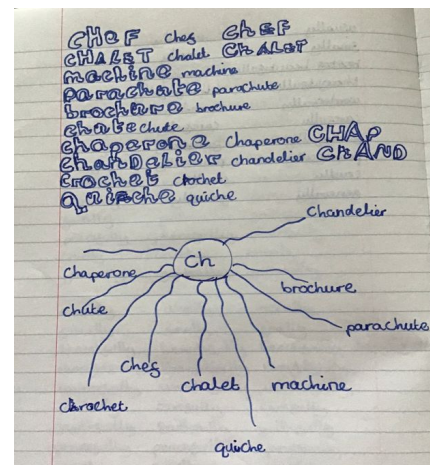 CHEF chef CHEF
CHALET chalet CHALET
machine machine
parachute parachute
brochure brochure
chute chute
chaperone chaperone CHAP
chanDelier chandelier CHAND
crochet crochet
quiche quiche
Chandelier
Ch
chaperone
brochure
chute
parachute
chef
chalet
machine
crochet
quiche